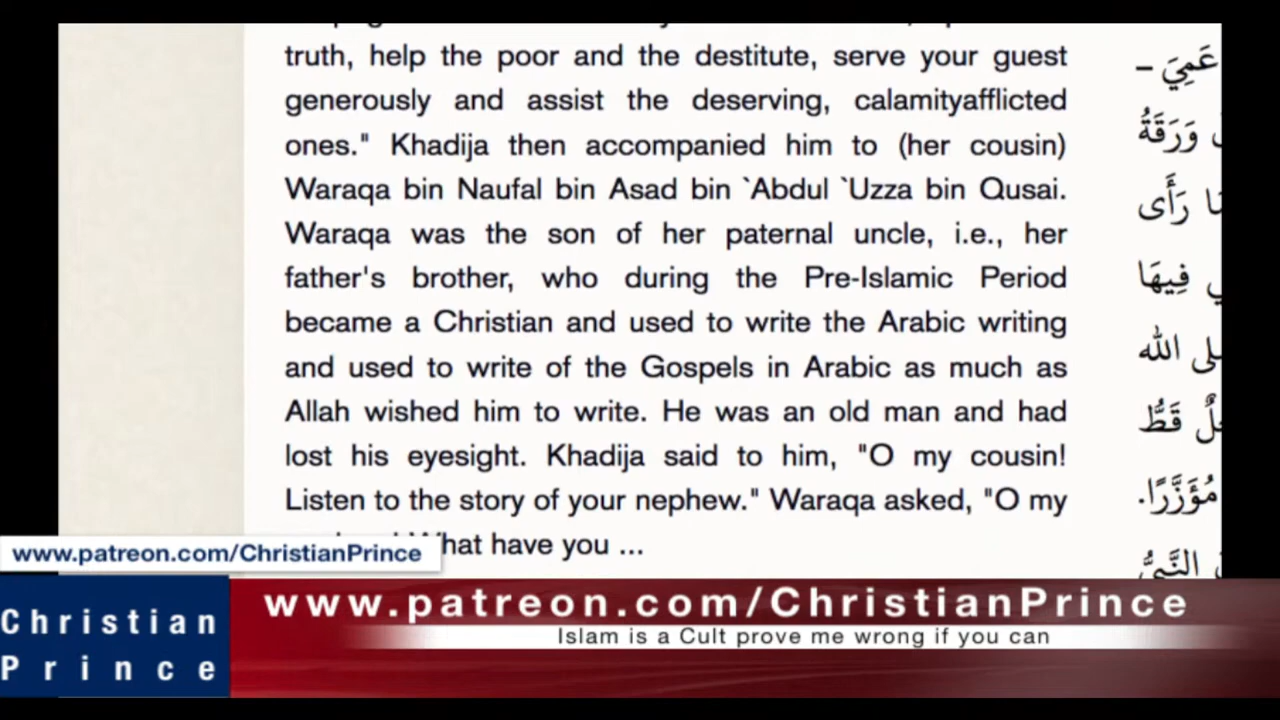 truth, help the poor and the destitute, serve your guest
generously and assist the deserving, calamityafflicted
ones." Khadija then accompanied him to (her cousin)
Waraqa bin Naufal bin Asad bin `Abdul `Uzza bin Qusai.
Waraqa was the son of her paternal uncle, i.e., her
father's brother, who during the Pre-Islamic Period
became a Christian and used to write the Arabic writing
and used to write of the Gospels in Arabic as much as
Allah wished him to write. He was an old man and had
lost his eyesight. Khadija said to him, "O my cousin!
Listen to the story of your nephew." Waraqa asked, "O my
What have you ...
عَمِيَ -
وَرَقَةُ
رَأَى
فِيهَا
الله
قَطُّ
مُؤَزَّرًا.
النَّبِيُّ
www.patreon.com/ChristianPrince
Christian
Prince
www.patreon.com/ChristianPrince
Islam is a Cult prove me wrong if you can